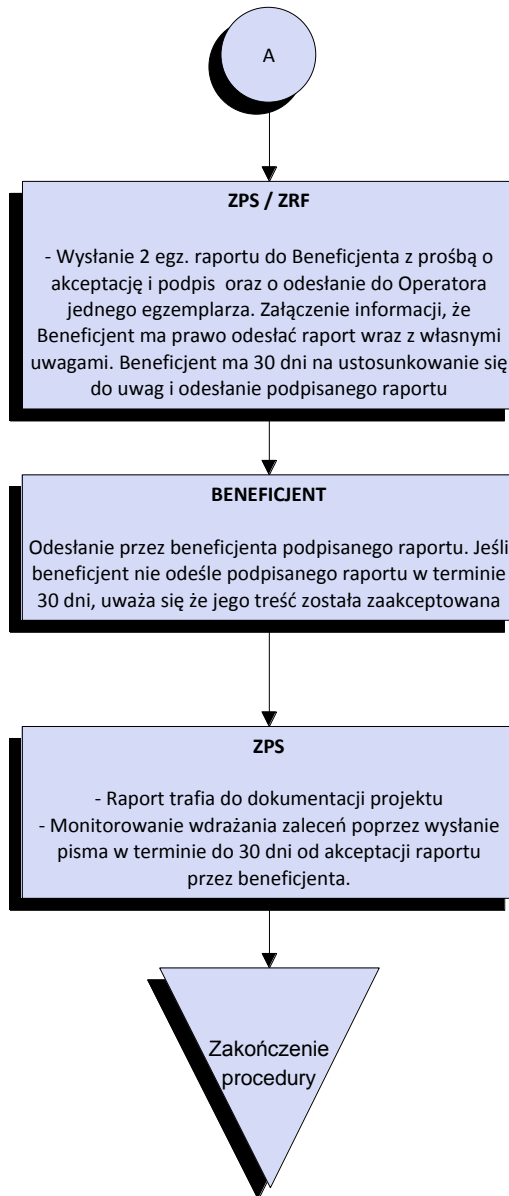 A
ZPS / ZRF
- Wysłanie 2 egz. raportu do Beneficjenta z prośbą o
akceptację i podpis oraz o odesłanie do Operatora
jednego egzemplarza. Załączenie informacji, że
Beneficjent ma prawo odesłać raport wraz z własnymi
uwagami. Beneficjent ma 30 dni na ustosunkowanie się
do uwag i odesłanie podpisanego raportu
BENEFICJENT
Odesłanie przez beneficjenta podpisanego raportu. Jeśli
beneficjent nie odeśle podpisanego raportu w terminie
30 dni, uważa się że jego treść została zaakceptowana
ZPS
- Raport trafia do dokumentacji projektu
- Monitorowanie wdrażania zaleceń poprzez wysłanie
pisma w terminie do 30 dni od akceptacji raportu
przez beneficjenta.
Zakończenie
procedury